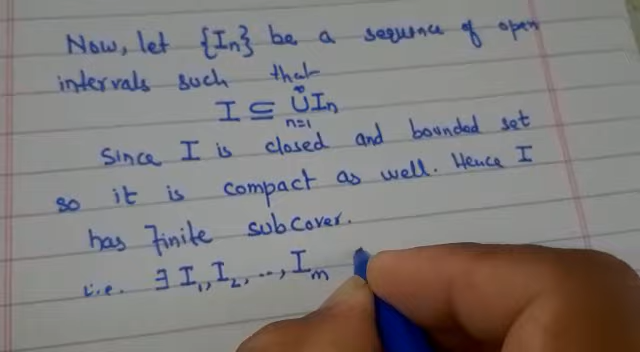 Now, let {In} be a sequence of open
intervals such that
I ⊆ ∞∪n=1 In
Since I is closed and bounded set
so it is compact as well. Hence I
has finite subcover.
i.e. ∃ I1, I2, ..., Im